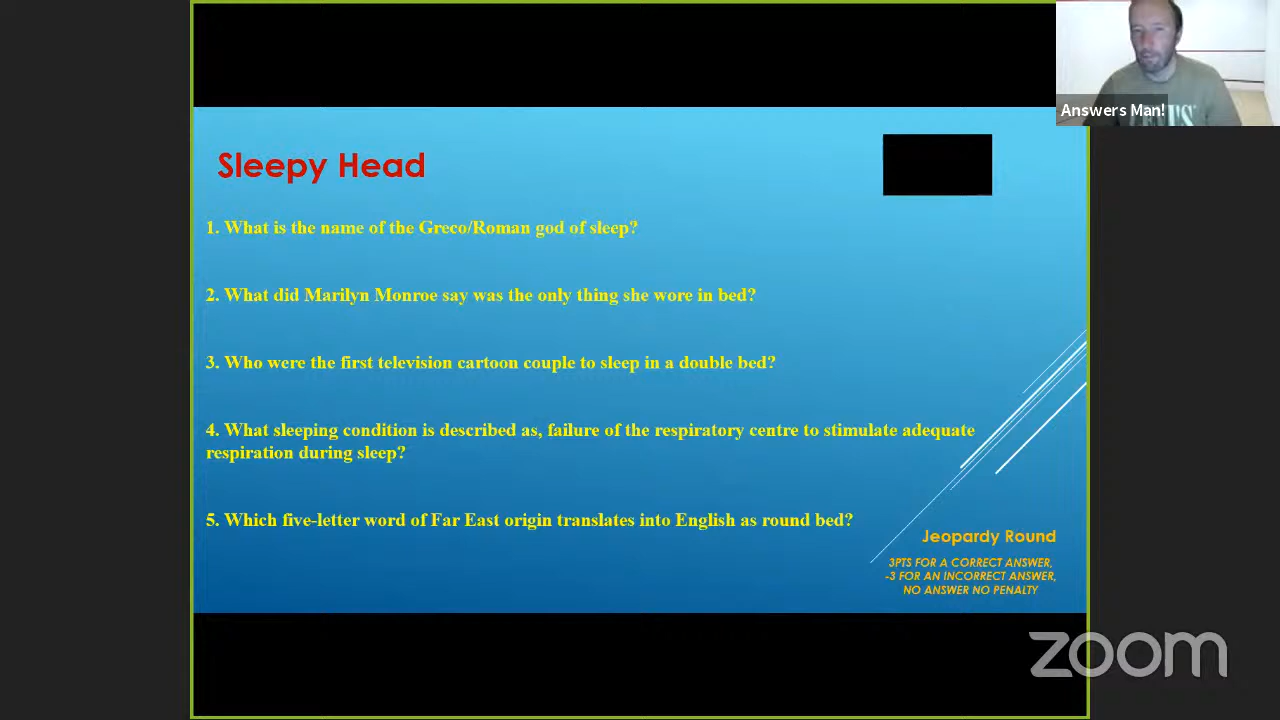 Answers Man!
Sleepy Head
1. What is the name of the Greco/Roman god of sleep?
2. What did Marilyn Monroe say was the only thing she wore in bed?
3. Who were the first television cartoon couple to sleep in a double bed?
4. What sleeping condition is described as, failure of the respiratory centre to stimulate adequate
respiration during sleep?
5. Which five-letter word of Far East origin translates into English as round bed?
Jeopardy Round
3PTS FOR A CORRECT ANSWER,
-3 FOR AN INCORRECT ANSWER,
NO ANSWER NO PENALTY
zoom